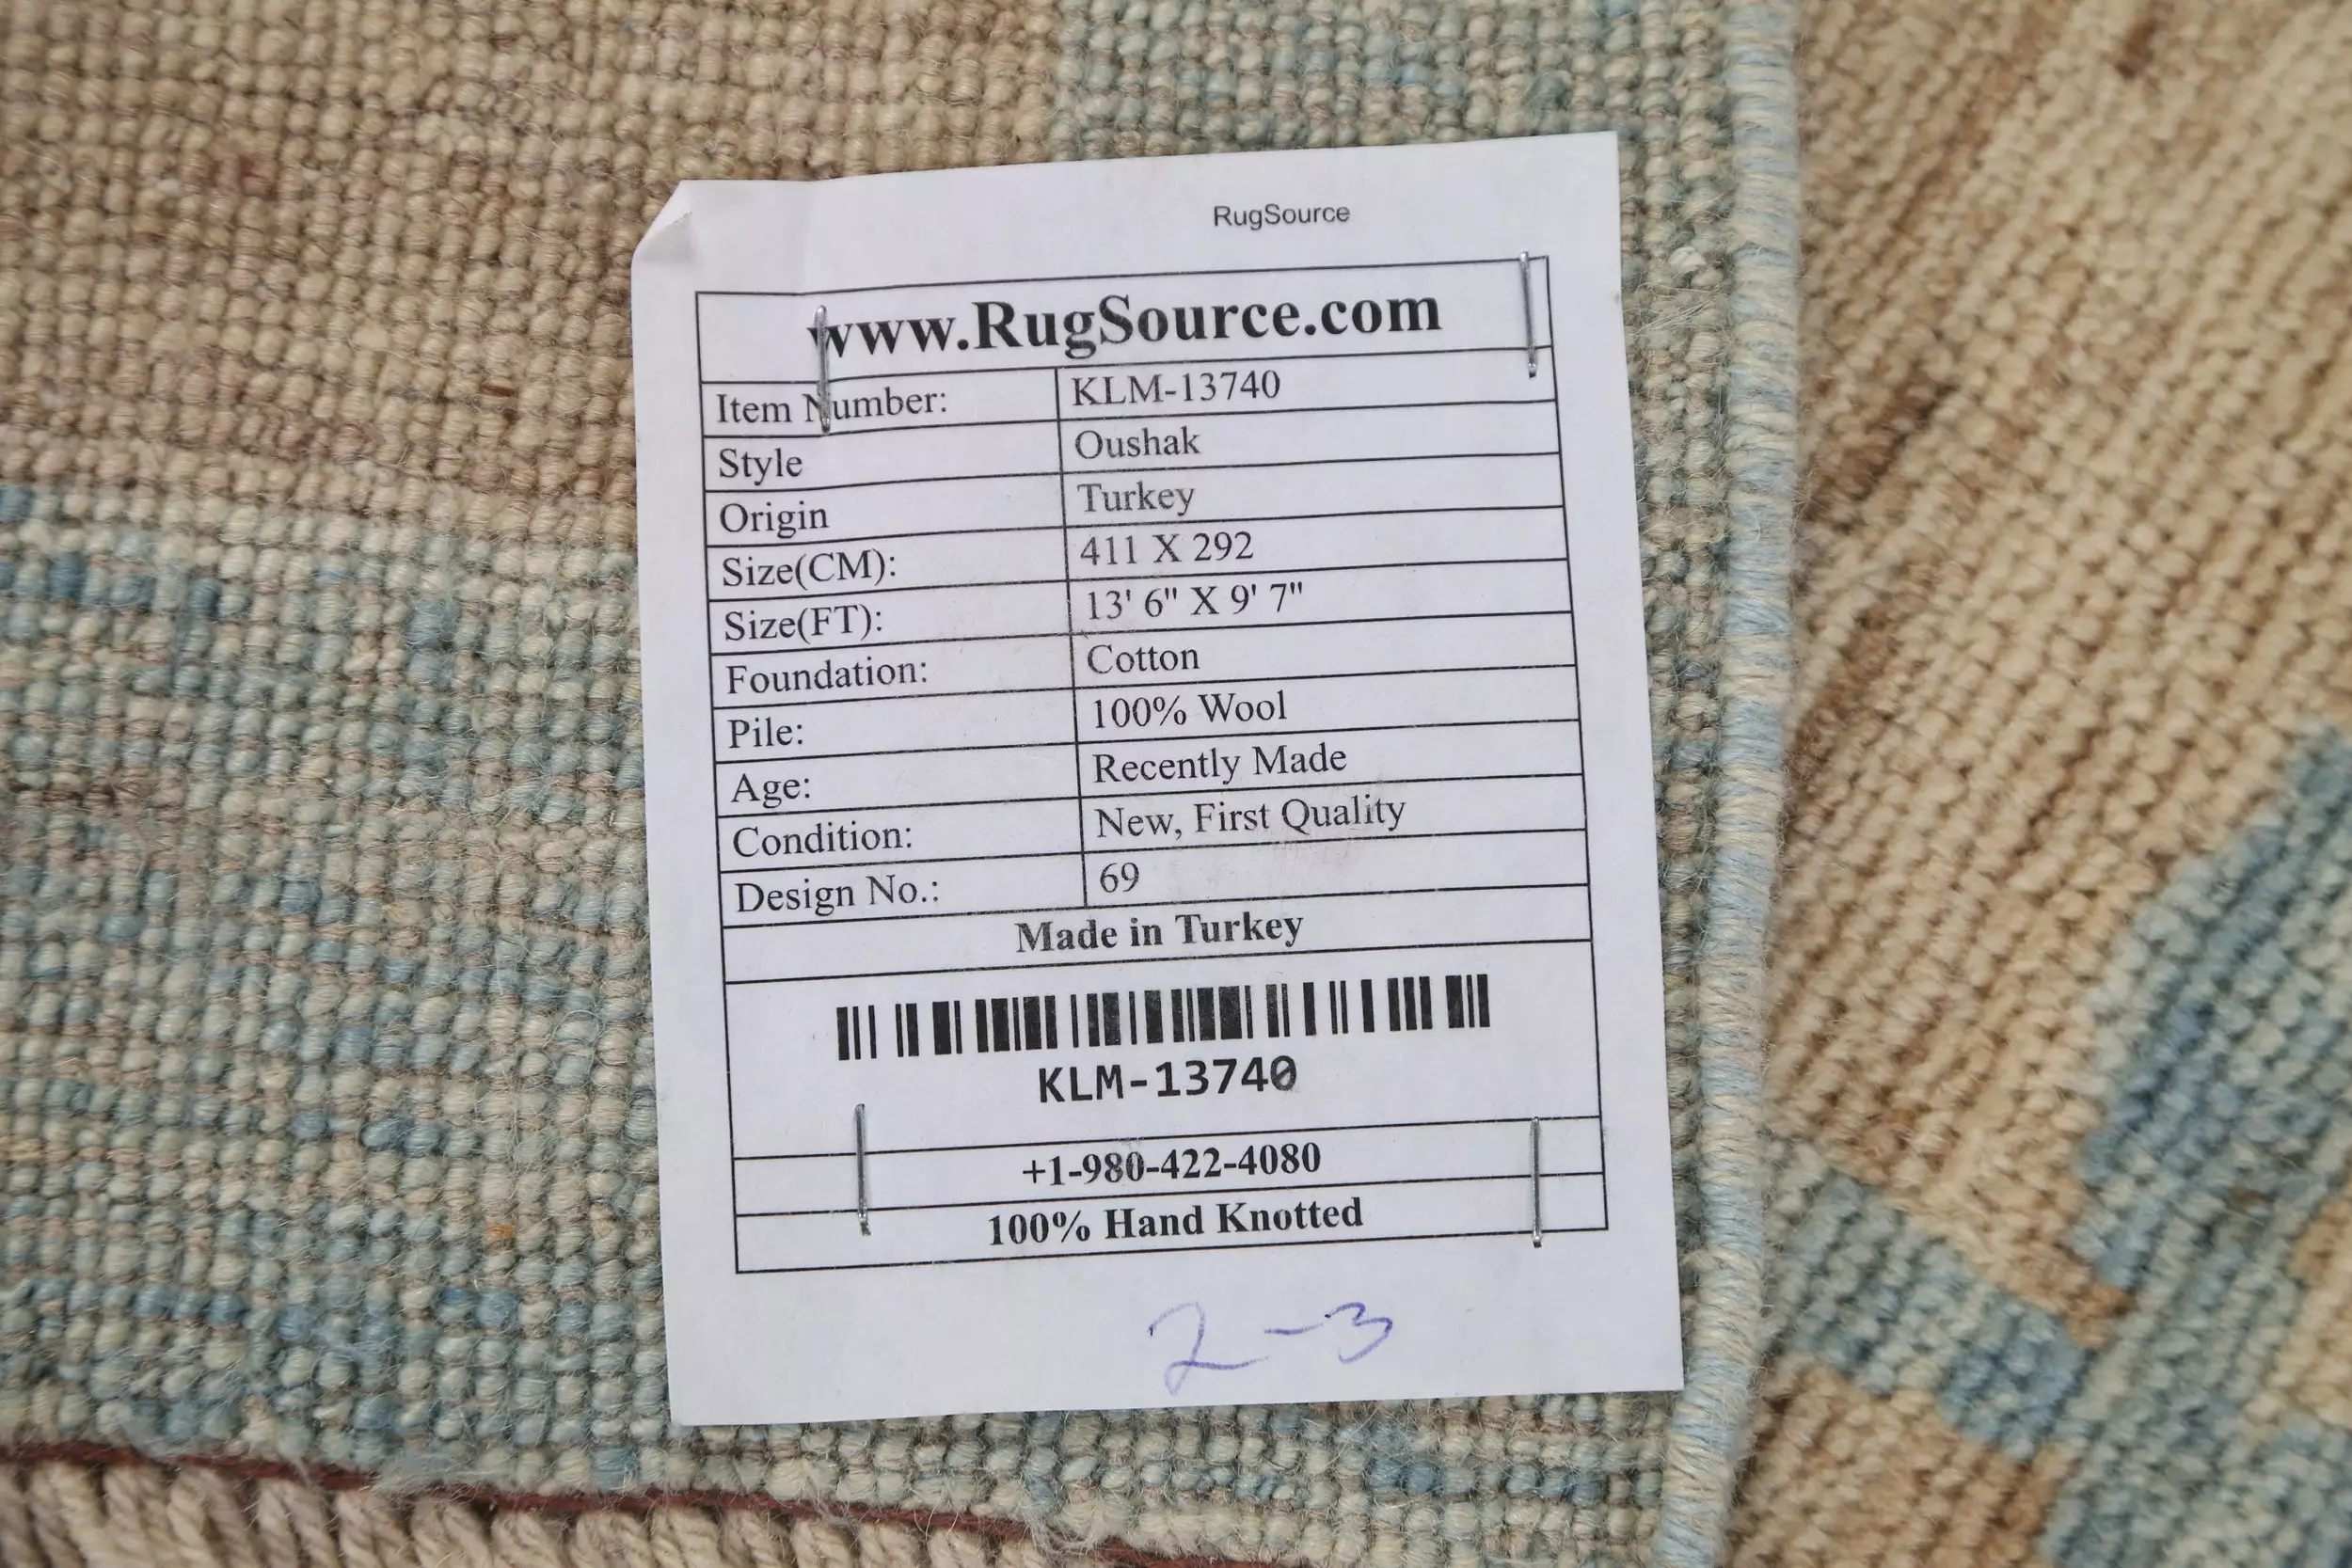 RugSource
www.RugSource.com
Item Number: KLM-13740
Style Oushak
Origin Turkey
Size(CM): 411 X 292
Size(FT): 13' 6" X 9' 7"
Foundation: Cotton
Pile: 100% Wool
Age: Recently Made
Condition: New, First Quality
Design No.: 69
Made in Turkey
KLM-13740
+1-980-422-4080
100% Hand Knotted
2-3